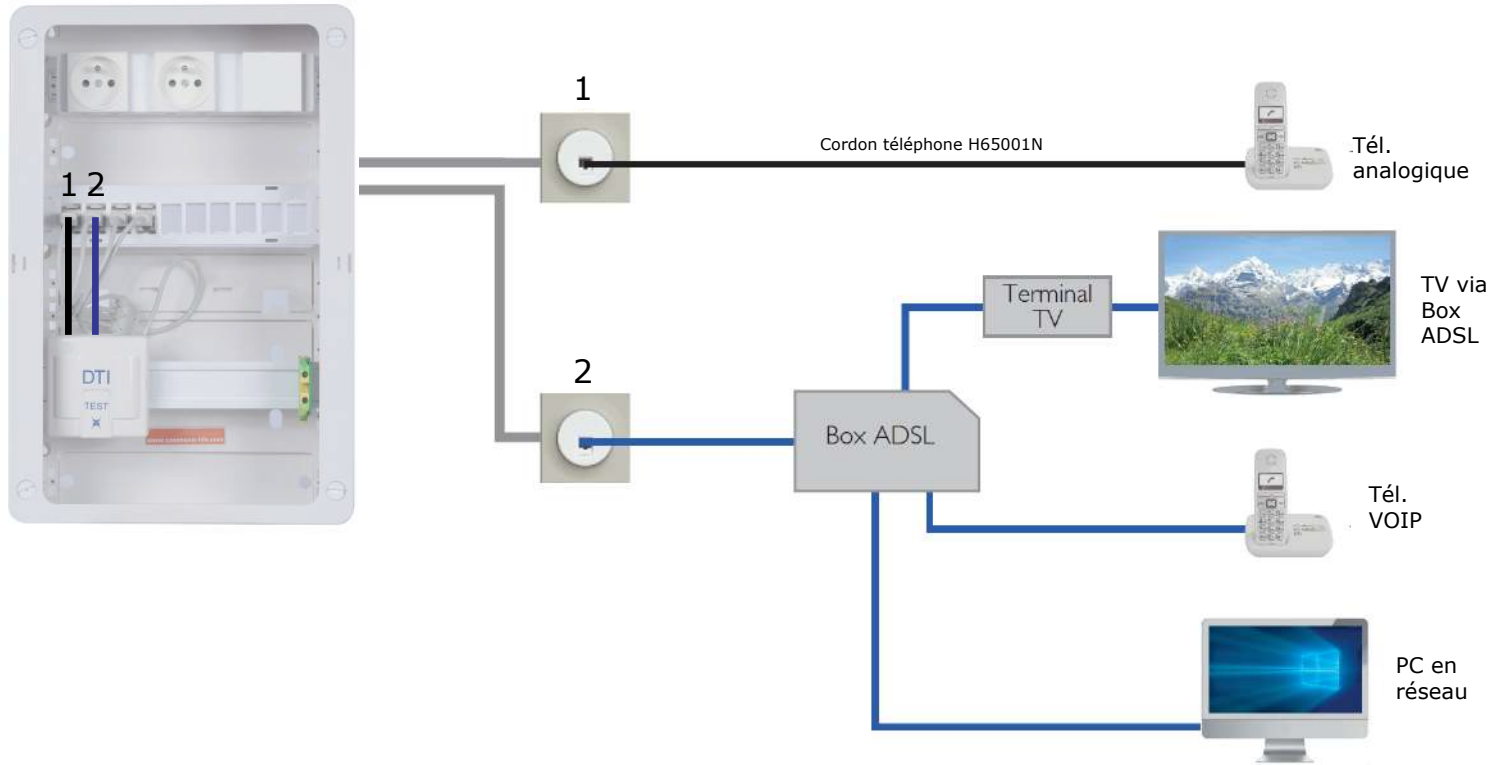 1
Cordon téléphone H65001N
Tél.
analogique
1 2
Terminal
TV
TV via
Box
ADSL
2
DTI
TEST
Box ADSL
Tél.
VOIP
PC en
réseau